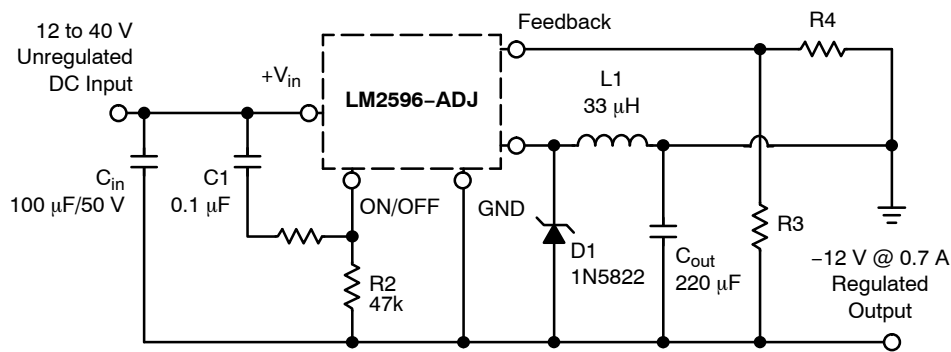 12 to 40 V
Unregulated
DC Input
+Vin
Feedback
R4
LM2596−ADJ
L1
33 μH
Cin
100 μF/50 V
C1
0.1 μF
ON/OFF
GND
R2
47k
D1
1N5822
Cout
220 μF
R3
−12 V @ 0.7 A
Regulated
Output